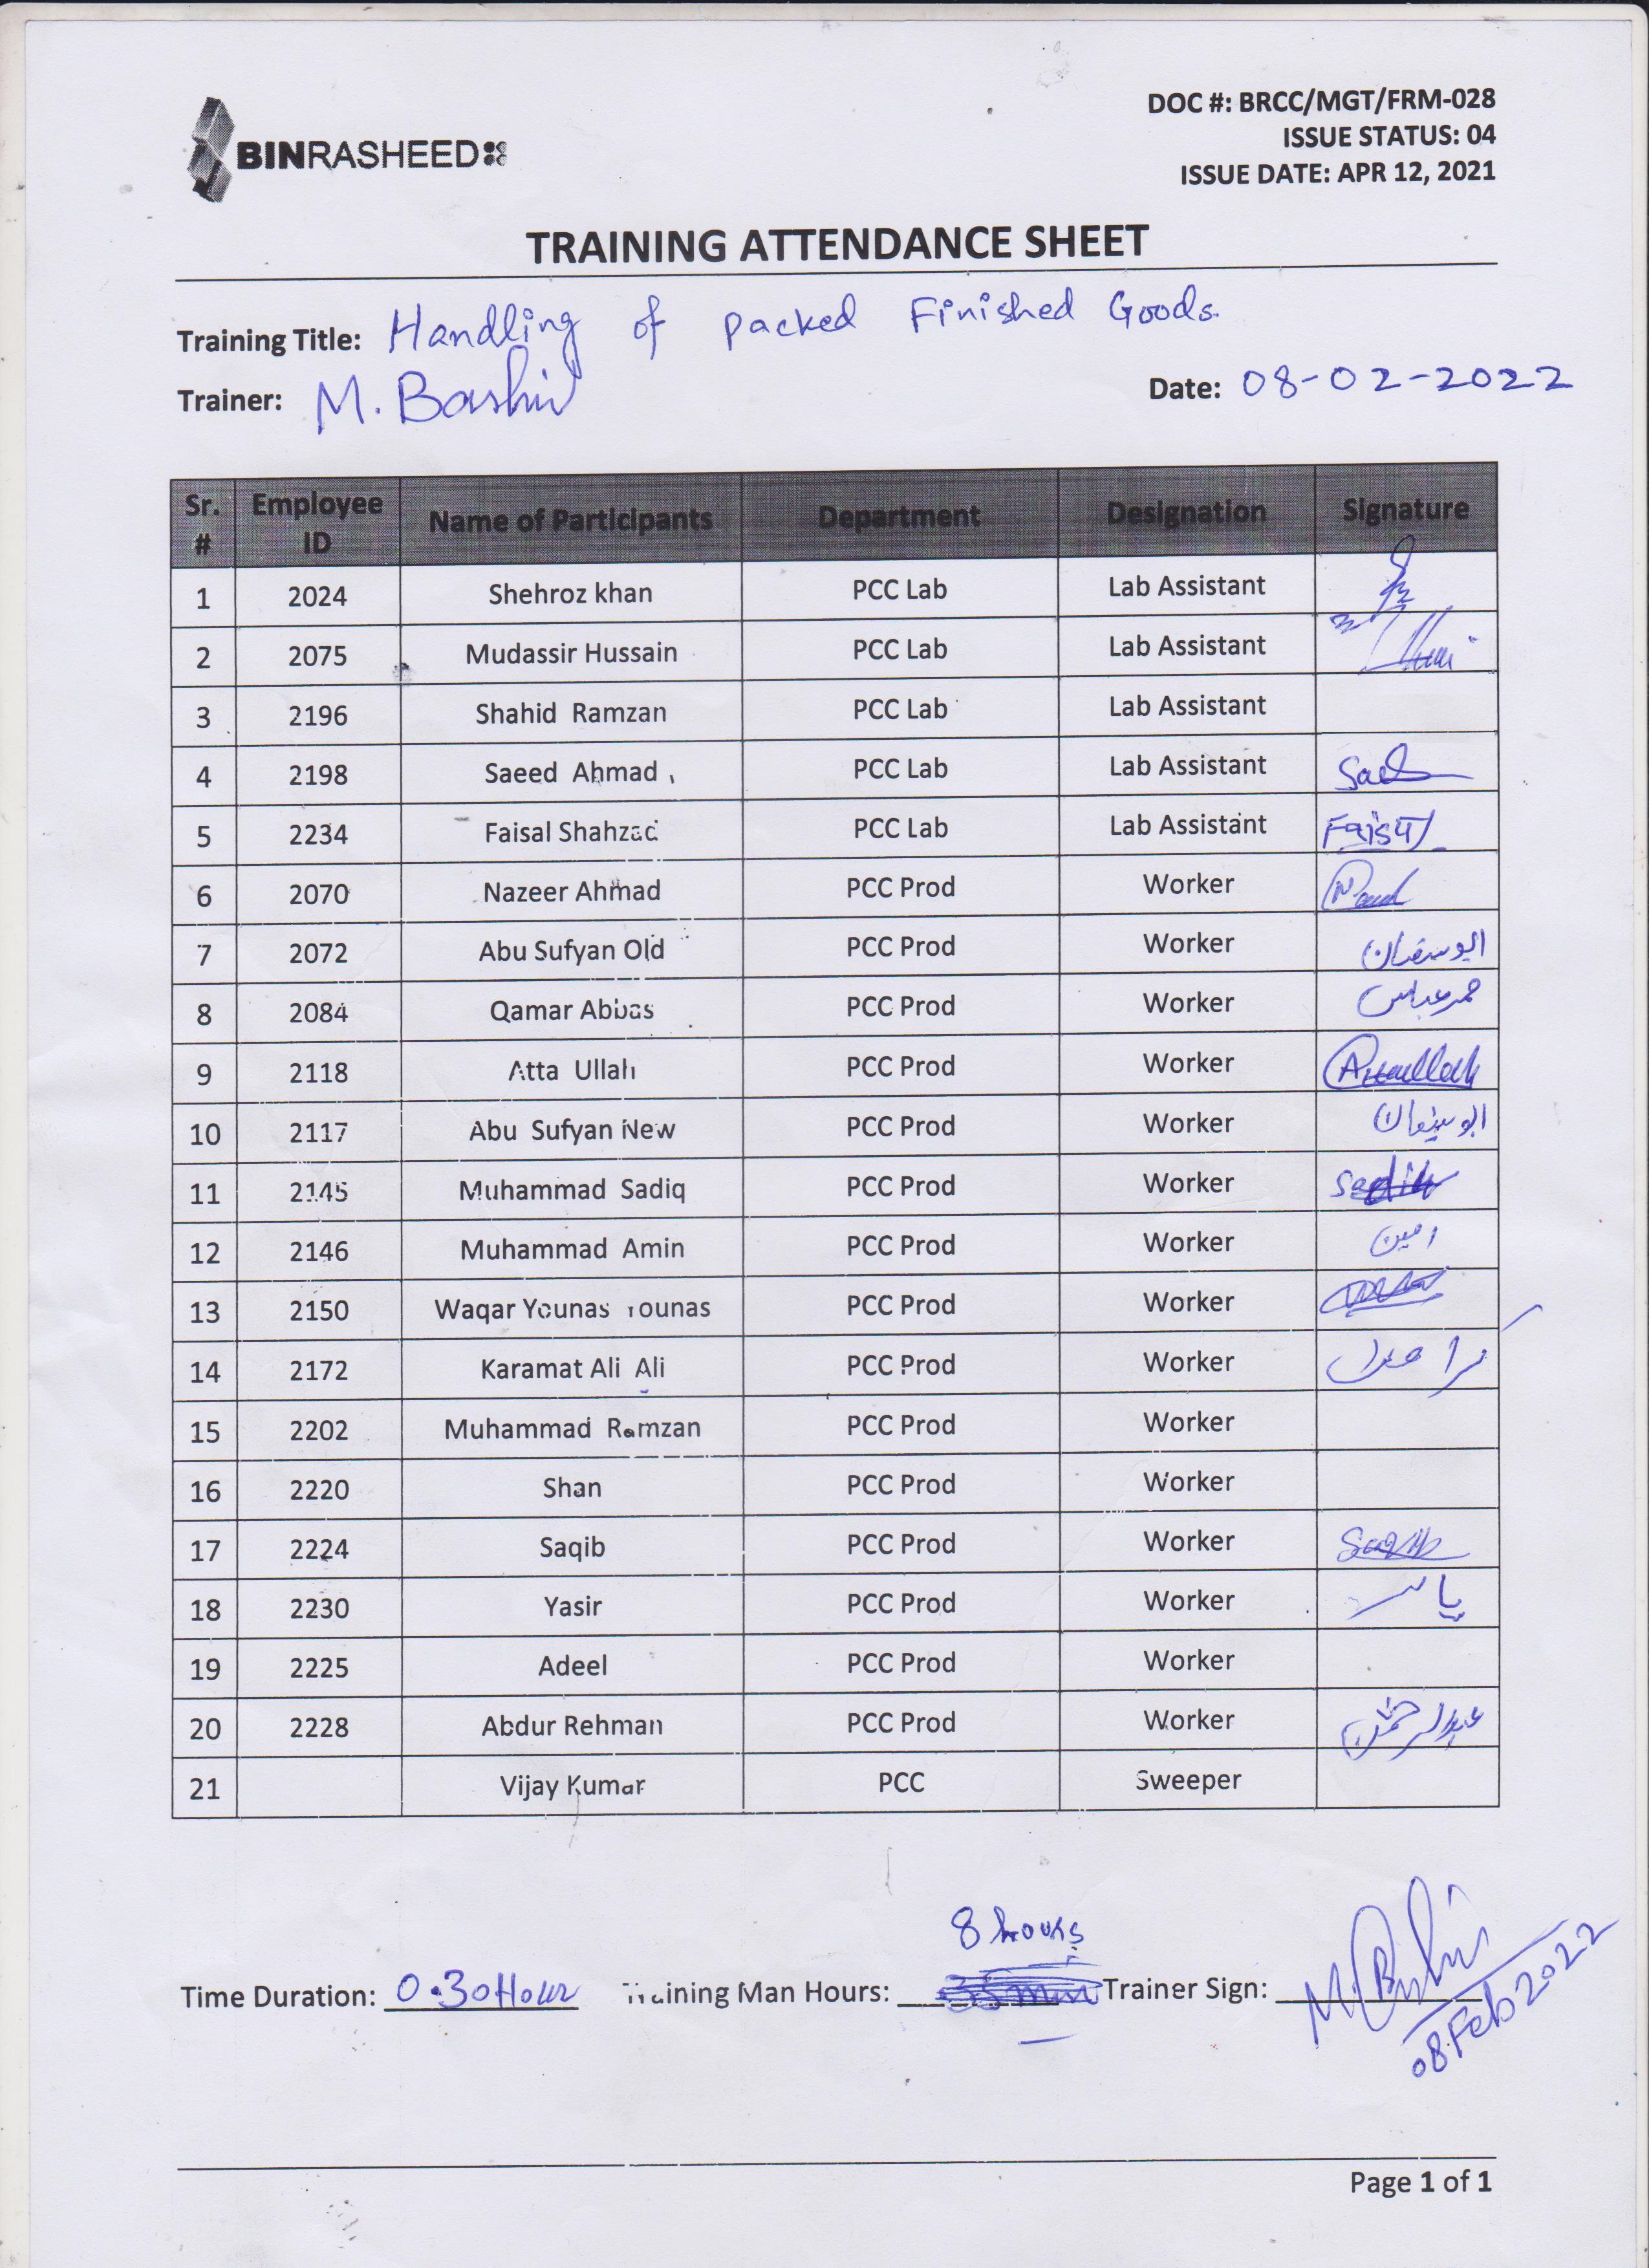 BINRASHEED
DOC #: BRCC/MGT/FRM-028
ISSUE STATUS: 04
ISSUE DATE: APR 12, 2021
TRAINING ATTENDANCE SHEET
Training Title: Handling of packed Finished Goods.
Trainer: M. Bashir
Date: 08-02-2022
Sr. # Employee ID Name of Participants Department Designation Signature
1 2024 Shehroz khan PCC Lab Lab Assistant
2 2075 Mudassir Hussain PCC Lab Lab Assistant
3 2196 Shahid Ramzan PCC Lab Lab Assistant
4 2198 Saeed Ahmad PCC Lab Lab Assistant
5 2234 Faisal Shahzad PCC Lab Lab Assistant Faisal
6 2070 Nazeer Ahmad PCC Prod Worker
7 2072 Abu Sufyan Old PCC Prod Worker ابوسفیان
8 2084 Qamar Abbas PCC Prod Worker قمر عباس
9 2118 Atta Ullah PCC Prod Worker Attaullah
10 2117 Abu Sufyan New PCC Prod Worker ابو سفیان
11 2145 Muhammad Sadiq PCC Prod Worker
12 2146 Muhammad Amin PCC Prod Worker امین
13 2150 Waqar Younas Younas PCC Prod Worker
14 2172 Karamat Ali Ali PCC Prod Worker
15 2202 Muhammad Ramzan PCC Prod Worker
16 2220 Shan PCC Prod Worker
17 2224 Saqib PCC Prod Worker Saqib
18 2230 Yasir PCC Prod Worker یاسر
19 2225 Adeel PCC Prod Worker
20 2228 Abdur Rehman PCC Prod Worker عبدالرحمٰن
21 Vijay Kumar PCC Sweeper
8 hours
Time Duration: 0.30 Hour Training Man Hours: 35 min Trainer Sign: M. Bashir
08 Feb 2022
Page 1 of 1